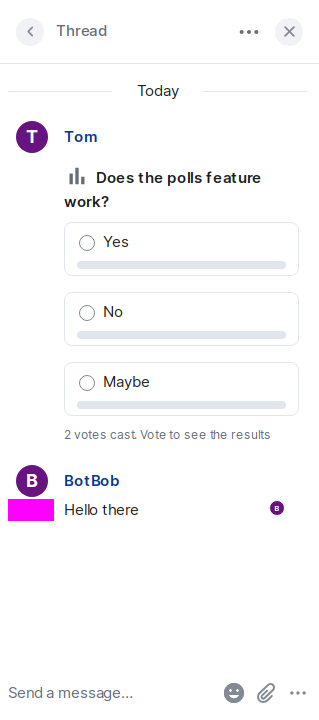 Thread
Today
T
Tom
Does the polls feature
work?
Yes
No
Maybe
2 votes cast. Vote to see the results
B
BotBob
Hello there
B
Send a message...